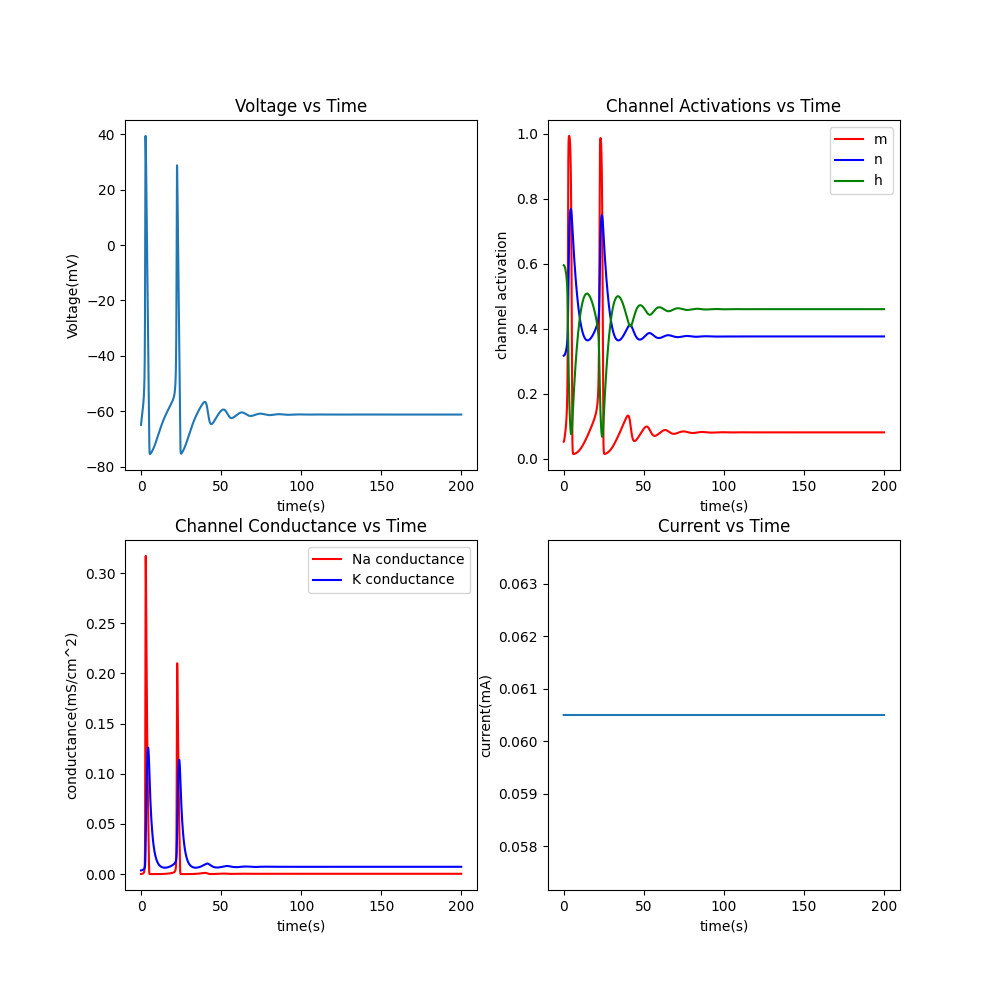 Voltage vs Time
40
20
0
−20
−40
−60
−80
Voltage(mV)
0 50 100 150 200
time(s)
Channel Activations vs Time
1.0
0.8
0.6
0.4
0.2
0.0
channel activation
m
n
h
0 50 100 150 200
time(s)
Channel Conductance vs Time
0.30
0.25
0.20
0.15
0.10
0.05
0.00
conductance(mS/cm^2)
Na conductance
K conductance
0 50 100 150 200
time(s)
Current vs Time
0.063
0.062
0.061
0.060
0.059
0.058
current(mA)
0 50 100 150 200
time(s)